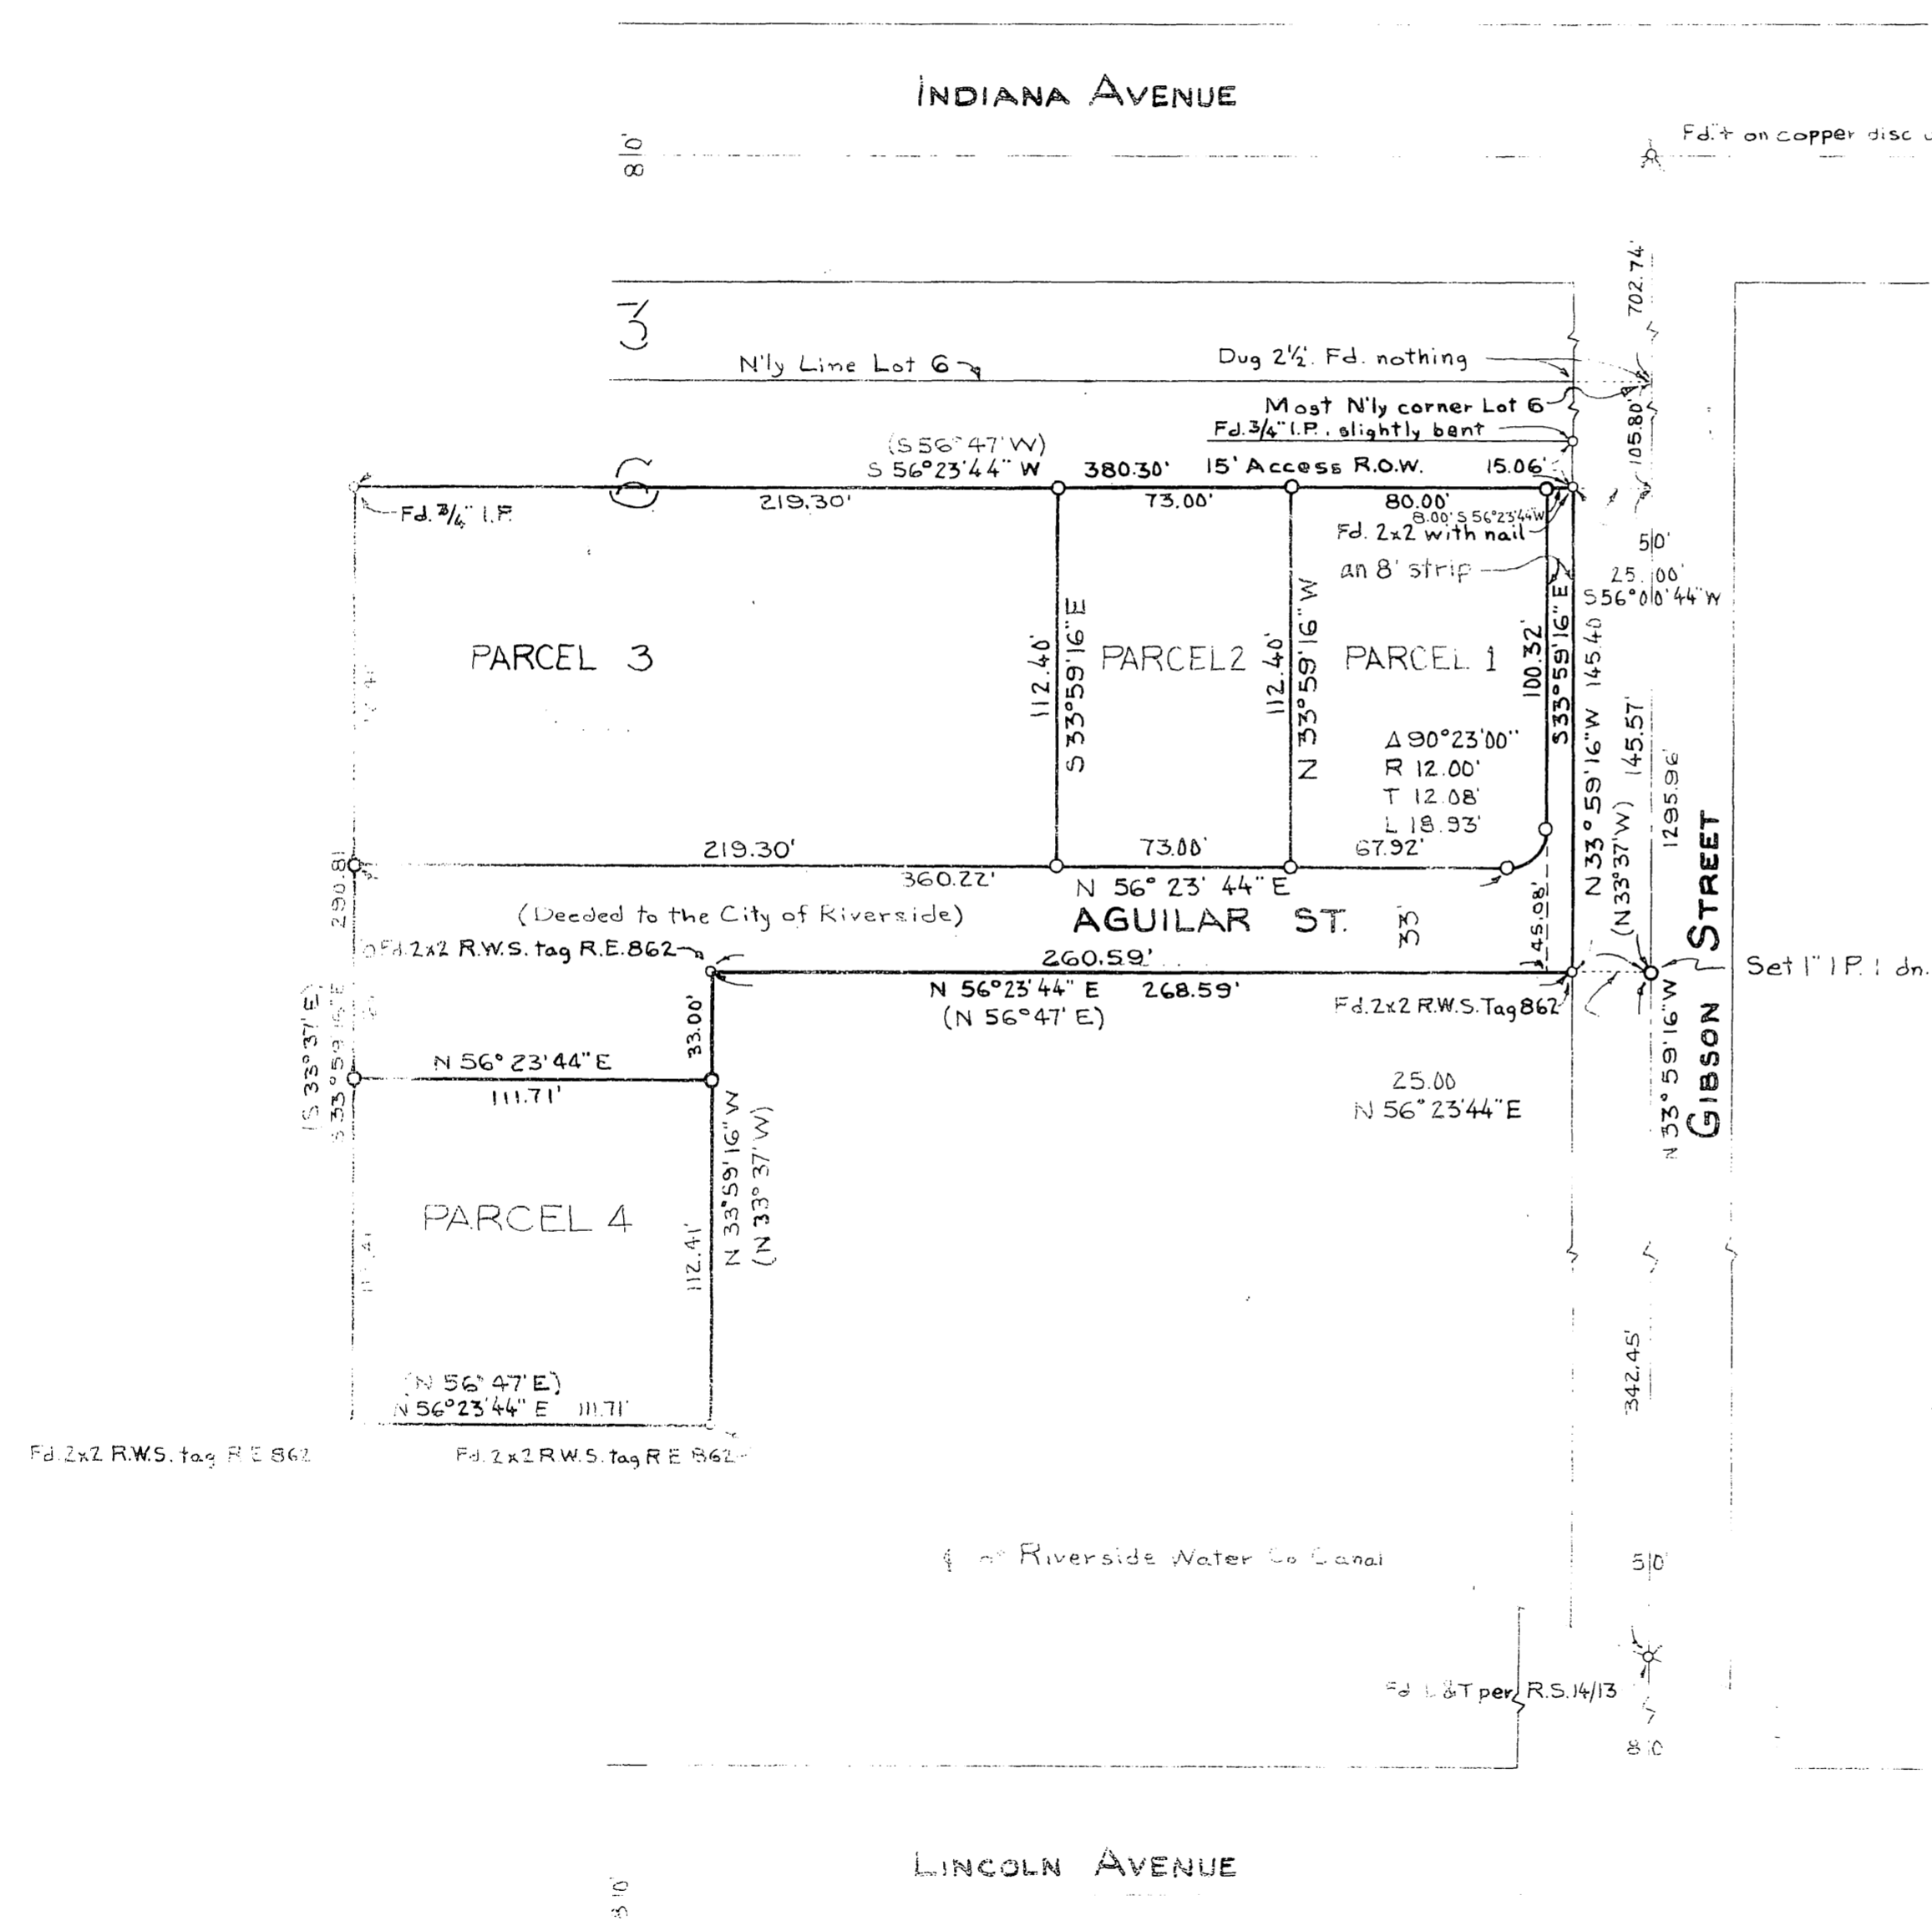 INDIANA AVENUE
80'
Fd. + on copper disc
702.74'
3
N'ly Line Lot 6
Dug 2½'. Fd. nothing
Most N'ly corner Lot 6
Fd. 3/4" I.P. slightly bent
105.80'
(S 56° 47' W)
S 56°23'44" W 380.30' 15' Access R.O.W. 15.06'
6
Fd. 3/4" I.P.
219.30'
73.00'
80.00'
8.00' S 56°23'44" W
Fd. 2x2 with nail
an 8' strip
50'
25.00'
S 56°00'44" W
PARCEL 3
112.40'
S 33°59'16" E
PARCEL 2
112.40'
N 33°59'16" W
PARCEL 1
100.32'
S 33°59'16" E
N 33°59'16" W 145.40
(N 33°37' W) 145.57'
1295.96'
Δ 90°23'00"
R 12.00'
T 12.08'
L 18.93'
219.30'
73.00'
67.92'
360.22'
N 56° 23' 44" E
290.81
(Deeded to the City of Riverside)
AGUILAR ST.
33'
45.08'
Fd. 2x2 R.W.S. tag R.E. 862
260.59'
N 56°23'44" E 268.59'
(N 56°47' E)
Fd. 2x2 R.W.S. Tag 862
Set 1" I.P. 1' dn.
GIBSON STREET
N 33°59'16" W
(S 33°37' E)
S 33°59'16" E
33.00'
N 56° 23' 44" E
111.71'
25.00
N 56°23'44" E
N 33°59'16" W
(N 33°37' W)
PARCEL 4
112.41'
342.45'
(N 56° 47' E)
N 56°23'44" E 111.71'
Fd. 2x2 R.W.S. tag R E 862
Fd. 2x2 R.W.S. tag R E 862
Riverside Water Co Canal
50'
Fd L&T per R.S. 14/13
80
LINCOLN AVENUE
80'